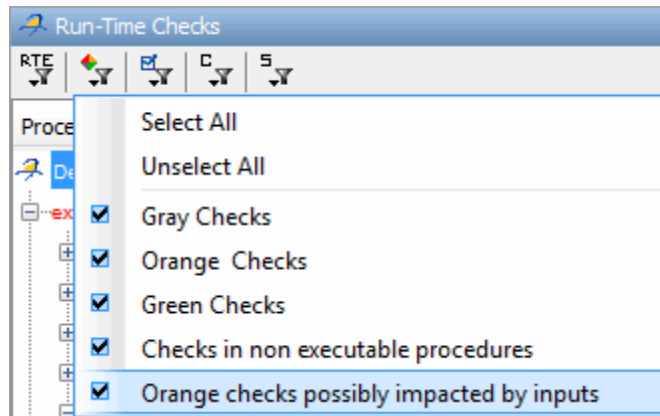 Run-Time Checks
RTE C S
Proce
Select All
Unselect All
De
ex
Gray Checks
Orange Checks
Green Checks
Checks in non executable procedures
Orange checks possibly impacted by inputs